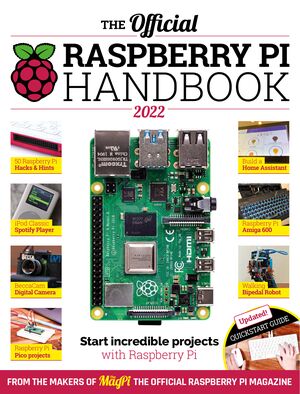 THE Official
RASPBERRY PI
HANDBOOK
2022
50 Raspberry Pi
Hacks & Hints
Build a
Home Assistant
iPod Classic
Spotify Player
Raspberry Pi
Amiga 600
BeccaCam
Digital Camera
Walking
Bipedal Robot
Raspberry Pi
Pico projects
HDMI
Start incredible projects
with Raspberry Pi
Updated!
QUICKSTART GUIDE
FROM THE MAKERS OF The MagPi THE OFFICIAL RASPBERRY PI MAGAZINE